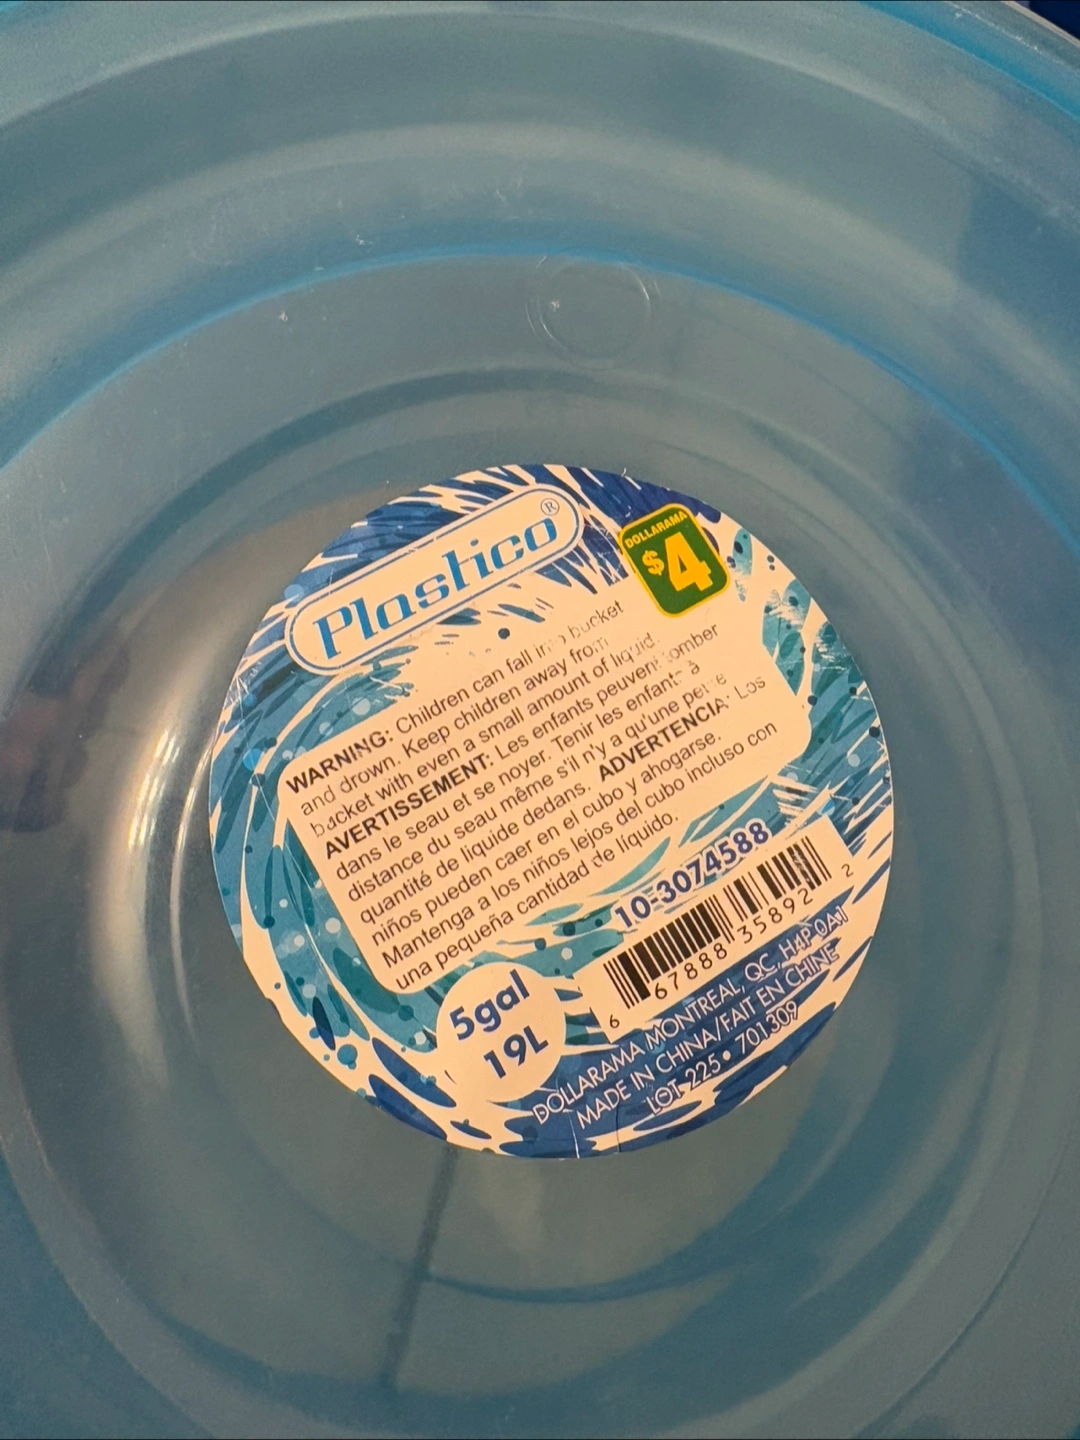 Plastico®
DOLLARAMA
$4
WARNING: Children can fall into bucket
and drown. Keep children away from
bucket with even a small amount of liquid.
AVERTISSEMENT: Les enfants peuvent tomber
dans le seau et se noyer. Tenir les enfants à
distance du seau même s'il n'y a qu'une petite
quantité de liquide dedans. ADVERTENCIA: Los
niños pueden caer en el cubo y ahogarse.
Mantenga a los niños lejos del cubo incluso con
una pequeña cantidad de líquido.
10-3074588
6 67888 35892 2
5gal
19L
DOLLARAMA MONTREAL, QC, H4P 0A1
MADE IN CHINA/FAIT EN CHINE
LOT 225 • 701309